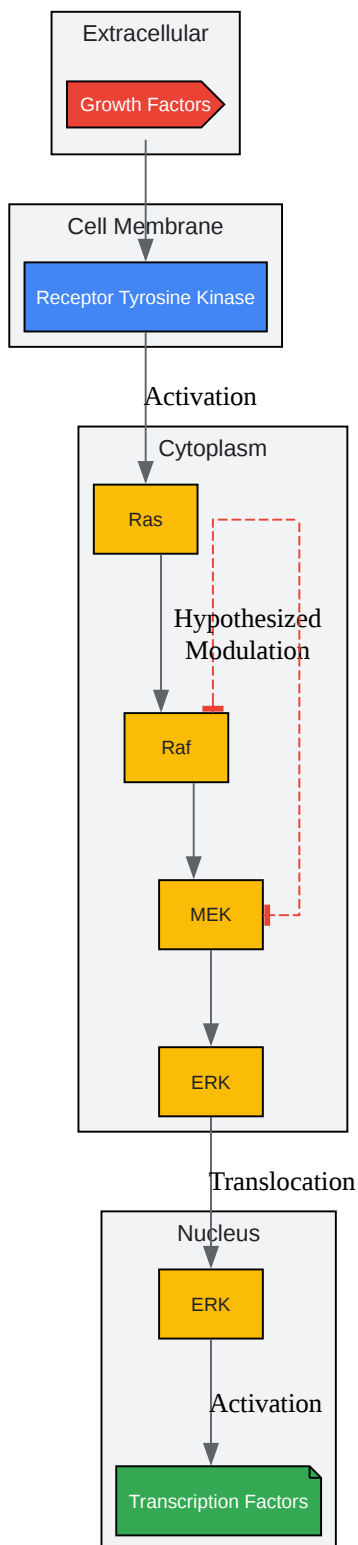 Extracellular
Growth Factors
Cell Membrane
Receptor Tyrosine Kinase
Activation
Cytoplasm
Ras
Hypothesized
Modulation
Raf
MEK
ERK
Translocation
Nucleus
ERK
Activation
Transcription Factors